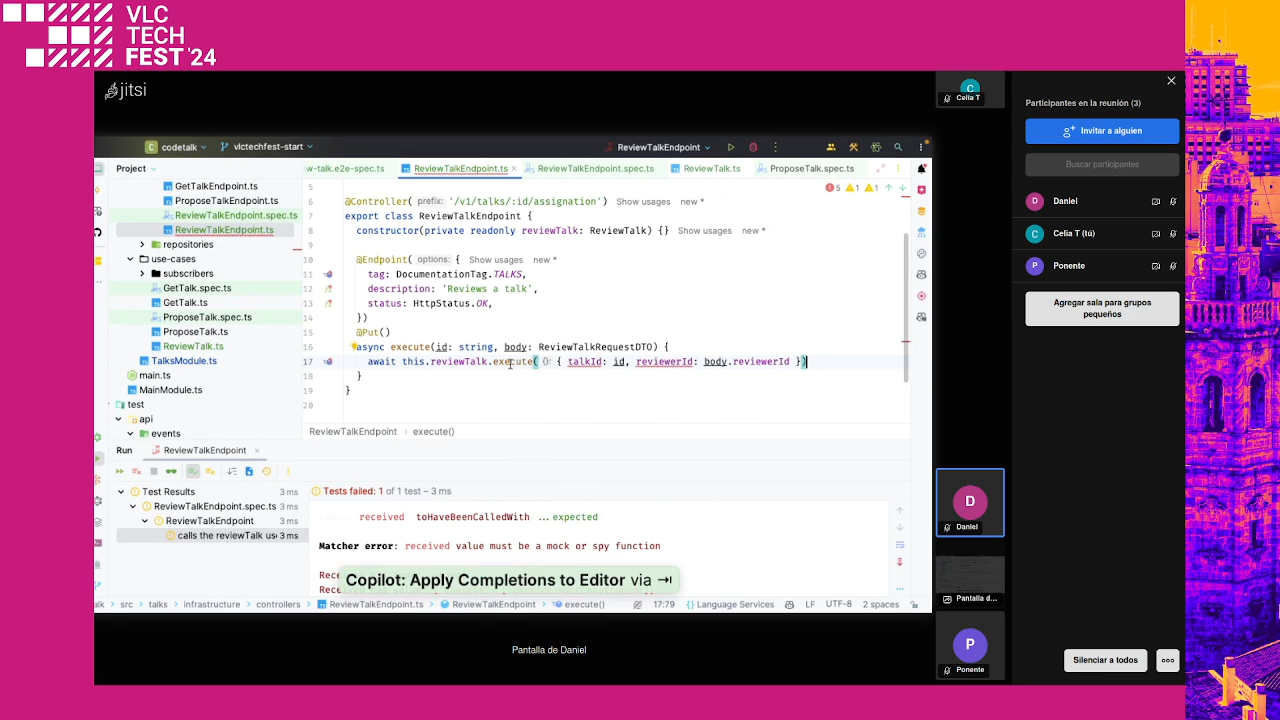 VLC
TECH
FEST '24
jitsi
codetalk
vlctechfest-start
ReviewTalkEndpoint
Project
w-talk.e2e-spec.ts
ReviewTalkEndpoint.ts
ReviewTalkEndpoint.spec.ts
ReviewTalk.ts
ProposeTalk.spec.ts
GetTalkEndpoint.ts
ProposeTalkEndpoint.ts
ReviewTalkEndpoint.spec.ts
ReviewTalkEndpoint.ts
repositories
use-cases
subscribers
GetTalk.spec.ts
GetTalk.ts
ProposeTalk.spec.ts
ProposeTalk.ts
ReviewTalk.ts
TalksModule.ts
main.ts
MainModule.ts
test
api
events
5
5 1 1
6 @Controller( prefix: '/v1/talks/:id/assignation') Show usages new *
7 export class ReviewTalkEndpoint {
8 constructor(private readonly reviewTalk: ReviewTalk) {} Show usages new *
9
10 @Endpoint( options: { Show usages new *
11 tag: DocumentationTag.TALKS,
12 description: 'Reviews a talk',
13 status: HttpStatus.OK,
14 })
15 @Put()
16 async execute(id: string, body: ReviewTalkRequestDTO) {
17 await this.reviewTalk.execute( (): { talkId: id, reviewerId: body.reviewerId })
18 }
19 }
20
ReviewTalkEndpoint › execute()
Run
ReviewTalkEndpoint
Test Results 3 ms
ReviewTalkEndpoint.spec.ts 3 ms
ReviewTalkEndpoint 3 ms
calls the reviewTalk use 3 ms
Tests failed: 1 of 1 test – 3 ms
received toHaveBeenCalledWith ...expected
Matcher error: received value must be a mock or spy function
Rece
Copilot: Apply Completions to Editor via ⇥
alk › src › talks › infrastructure › controllers › ReviewTalkEndpoint.ts › ReviewTalkEndpoint › execute()
17:79 {} Language Services LF UTF-8 2 spaces
Pantalla de Daniel
C
Celia T
D
Daniel
Pantalla d...
P
Ponente
Participantes en la reunión (3)
Invitar a alguien
Buscar participantes
D Daniel
C Celia T (tú)
P Ponente
Agregar sala para grupos
pequeños
Silenciar a todos